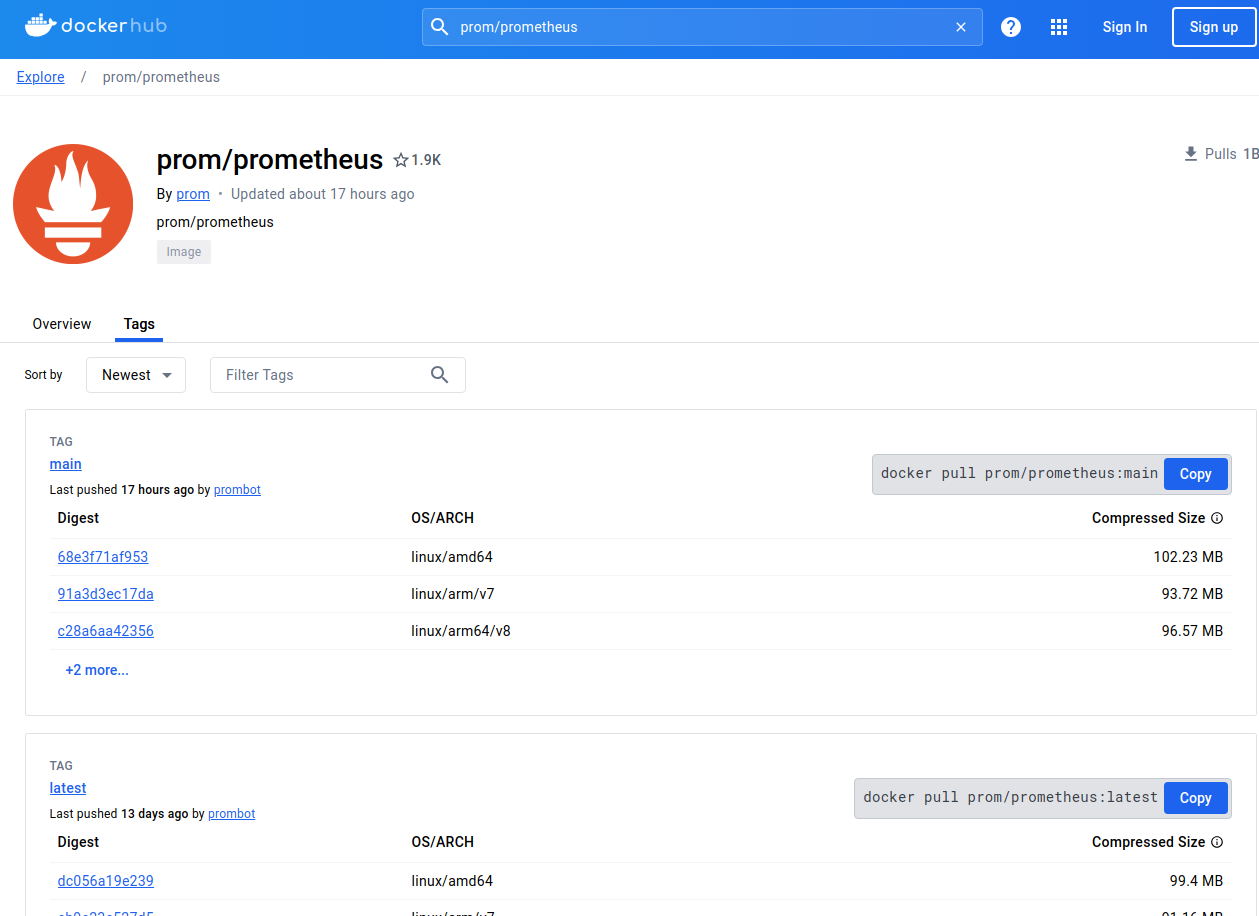 dockerhub prom/prometheus Sign In Sign up
Explore / prom/prometheus
prom/prometheus 1.9K
Pulls 1B
By prom • Updated about 17 hours ago
prom/prometheus
Image
Overview Tags
Sort by Newest Filter Tags
TAG
main
docker pull prom/prometheus:main Copy
Last pushed 17 hours ago by prombot
Digest OS/ARCH Compressed Size
68e3f71af953 linux/amd64 102.23 MB
91a3d3ec17da linux/arm/v7 93.72 MB
c28a6aa42356 linux/arm64/v8 96.57 MB
+2 more...
TAG
latest
docker pull prom/prometheus:latest Copy
Last pushed 13 days ago by prombot
Digest OS/ARCH Compressed Size
dc056a19e239 linux/amd64 99.4 MB